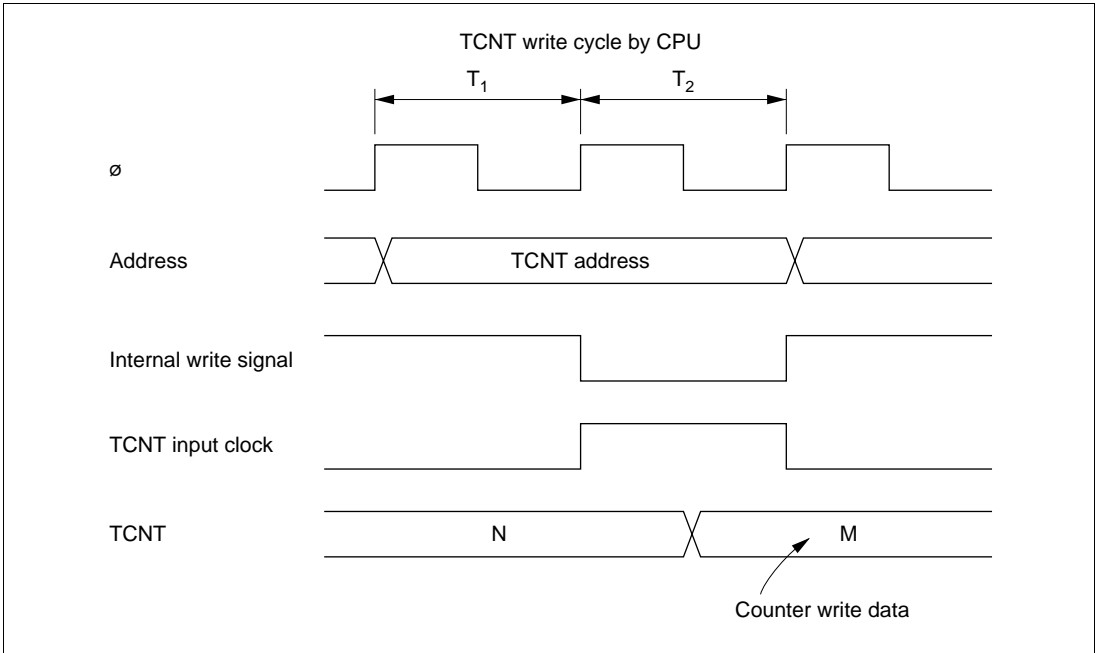 TCNT write cycle by CPU
T1 T2
ø
Address TCNT address
Internal write signal
TCNT input clock
TCNT N M
Counter write data